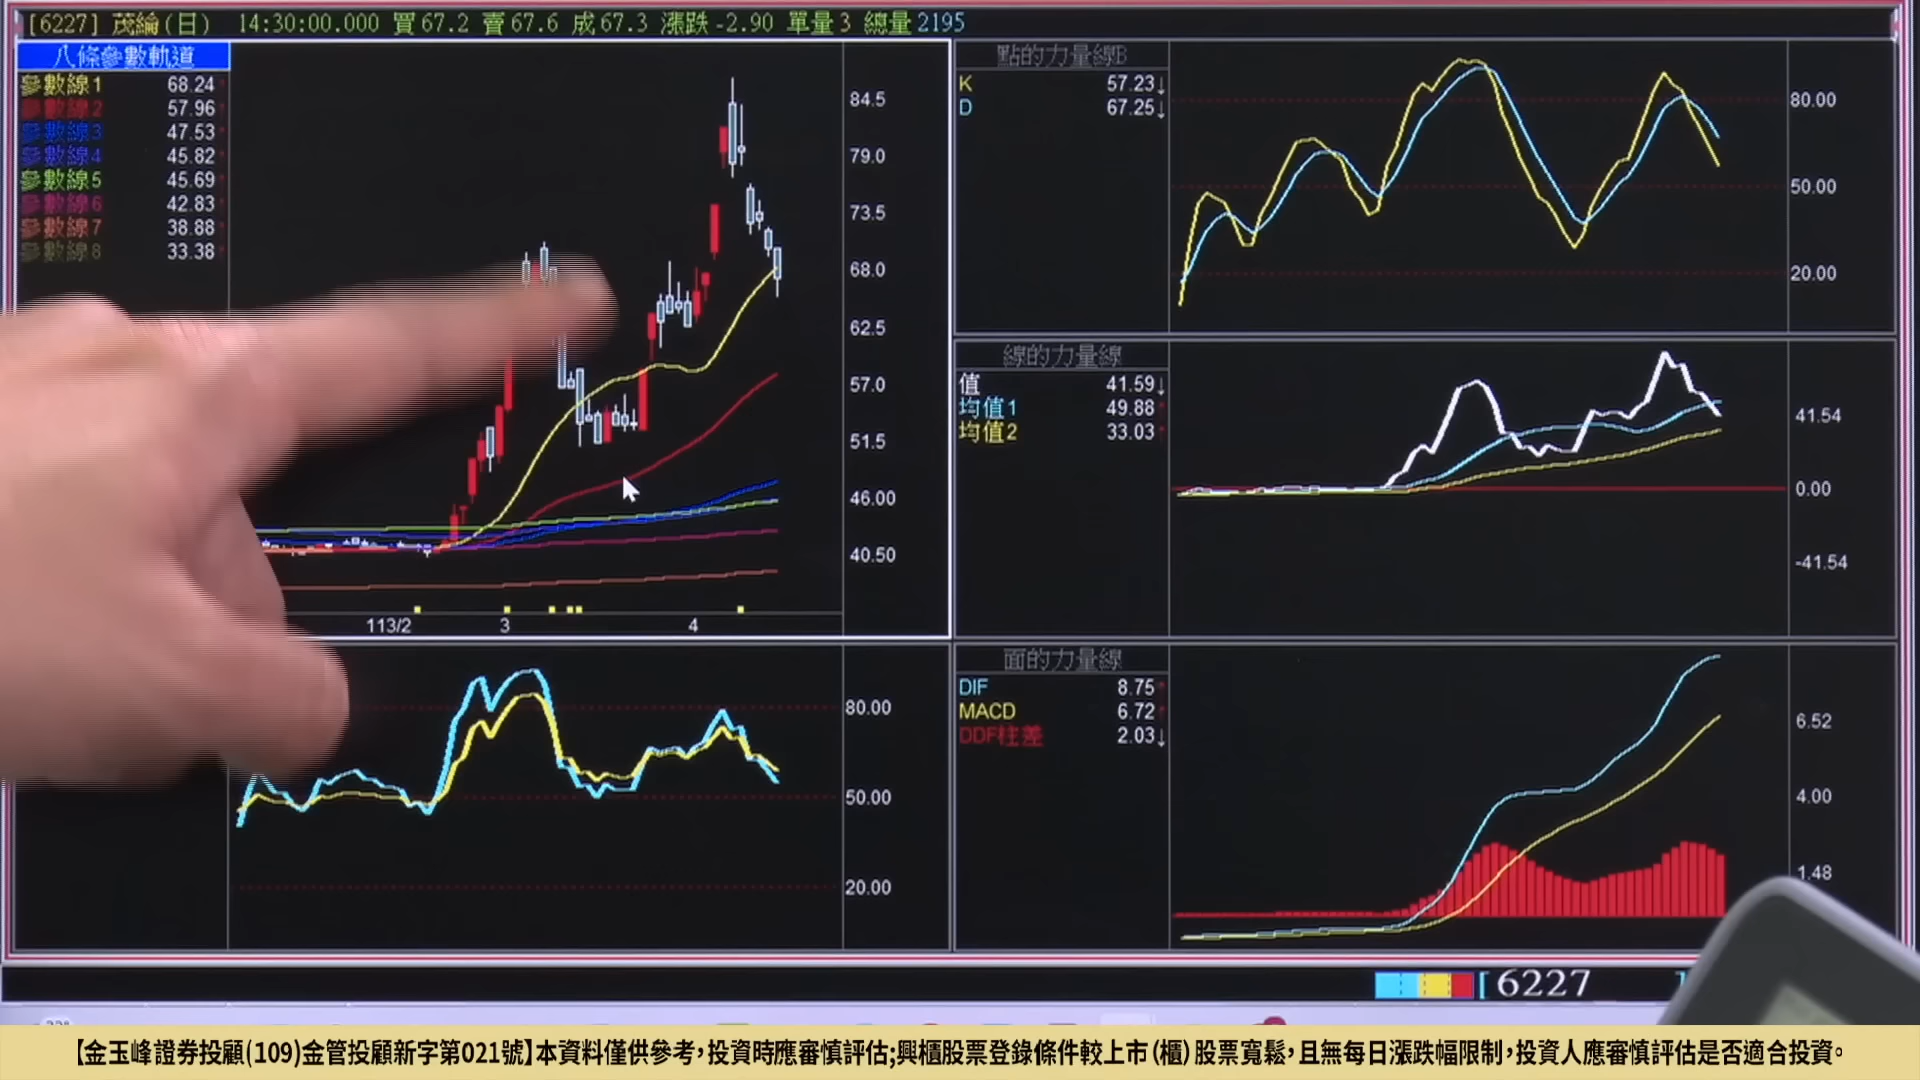 [6227] 茂綸(日) 14:30:00.000 買67.2 賣67.6 成67.3 漲跌-2.90 單量3 總量2195
八條參數軌道
參數線1 68.24
參數線2 57.96
參數線3 47.53
參數線4 45.82
參數線5 45.69
參數線6 42.83
參數線7 38.88
參數線8 33.38
84.5
79.0
73.5
68.0
62.5
57.0
51.5
46.00
40.50
113/2 3 4
點的力量線B
K 57.23↓
D 67.25↓
80.00
50.00
20.00
線的力量線
值 41.59↓
均值1 49.88
均值2 33.03
41.54
0.00
-41.54
80.00
50.00
20.00
面的力量線
DIF 8.75
MACD 6.72
DDF柱差 2.03↓
6.52
4.00
1.48
[6227 ]
【金玉峰證券投顧(109)金管投顧新字第021號】本資料僅供參考,投資時應審慎評估;興櫃股票登錄條件較上市(櫃)股票寬鬆,且無每日漲跌幅限制,投資人應審慎評估是否適合投資。